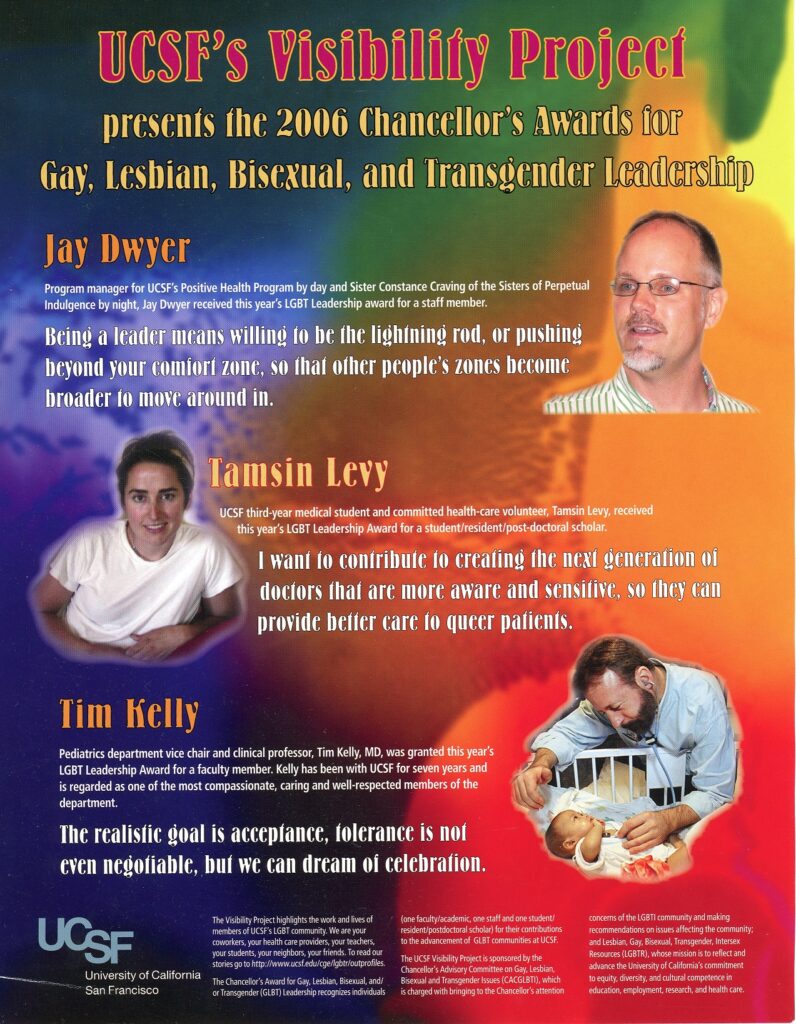 UCSF's Visibility Project
presents the 2006 Chancellor's Awards for
Gay, Lesbian, Bisexual, and Transgender Leadership
Jay Dwyer
Program manager for UCSF's Positive Health Program by day and Sister Constance Craving of the Sisters of Perpetual
Indulgence by night, Jay Dwyer received this year's LGBT Leadership award for a staff member.
Being a leader means willing to be the lightning rod, or pushing
beyond your comfort zone, so that other people's zones become
broader to move around in.
Tamsin Levy
UCSF third-year medical student and committed health-care volunteer, Tamsin Levy, received
this year's LGBT Leadership Award for a student/resident/post-doctoral scholar.
I want to contribute to creating the next generation of
doctors that are more aware and sensitive, so they can
provide better care to queer patients.
Tim Kelly
Pediatrics department vice chair and clinical professor, Tim Kelly, MD, was granted this year's
LGBT Leadership Award for a faculty member. Kelly has been with UCSF for seven years and
is regarded as one of the most compassionate, caring and well-respected members of the
department.
The realistic goal is acceptance, tolerance is not
even negotiable, but we can dream of celebration.
UCSF
University of California
San Francisco
The Visibility Project highlights the work and lives of
members of UCSF's LGBT community. We are your
coworkers, your health care providers, your teachers,
your students, your neighbors, your friends. To read our
stories go to http://www.ucsf.edu/cge/lgbtr/outprofiles.
The Chancellor's Award for Gay, Lesbian, Bisexual, and/
or Transgender (GLBT) Leadership recognizes individuals
(one faculty/academic, one staff and one student/
resident/postdoctoral scholar) for their contributions
to the advancement of GLBT communities at UCSF.
The UCSF Visibility Project is sponsored by the
Chancellor's Advisory Committee on Gay, Lesbian,
Bisexual and Transgender Issues (CACGLBTI), which
is charged with bringing to the Chancellor's attention
concerns of the LGBTI community and making
recommendations on issues affecting the community;
and Lesbian, Gay, Bisexual, Transgender, Intersex
Resources (LGBTR), whose mission is to reflect and
advance the University of California's commitment
to equity, diversity, and cultural competence in
education, employment, research, and health care.